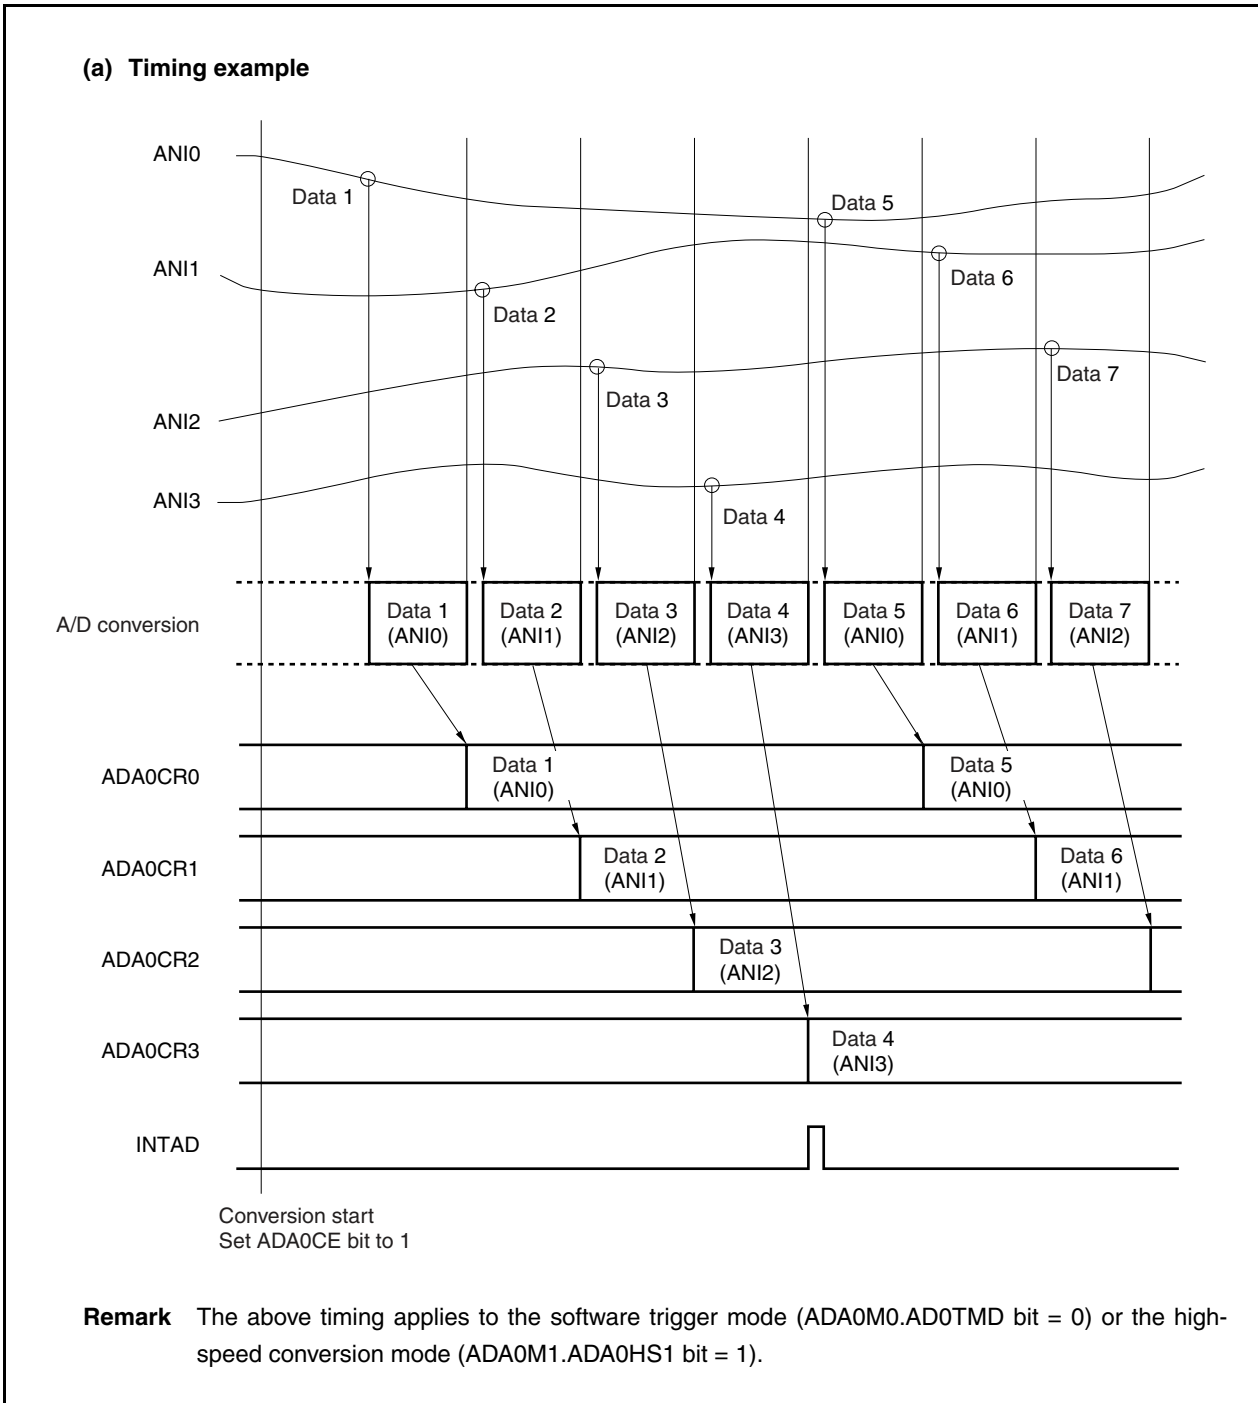 (a) Timing example
ANI0
Data 1
Data 5
ANI1
Data 2
Data 6
Data 3
Data 7
ANI2
ANI3
Data 4
A/D conversion
Data 1
(ANI0)
Data 2
(ANI1)
Data 3
(ANI2)
Data 4
(ANI3)
Data 5
(ANI0)
Data 6
(ANI1)
Data 7
(ANI2)
ADA0CR0
Data 1
(ANI0)
Data 5
(ANI0)
ADA0CR1
Data 2
(ANI1)
Data 6
(ANI1)
ADA0CR2
Data 3
(ANI2)
ADA0CR3
Data 4
(ANI3)
INTAD
Conversion start
Set ADA0CE bit to 1
Remark The above timing applies to the software trigger mode (ADA0M0.AD0TMD bit = 0) or the high-
speed conversion mode (ADA0M1.ADA0HS1 bit = 1).